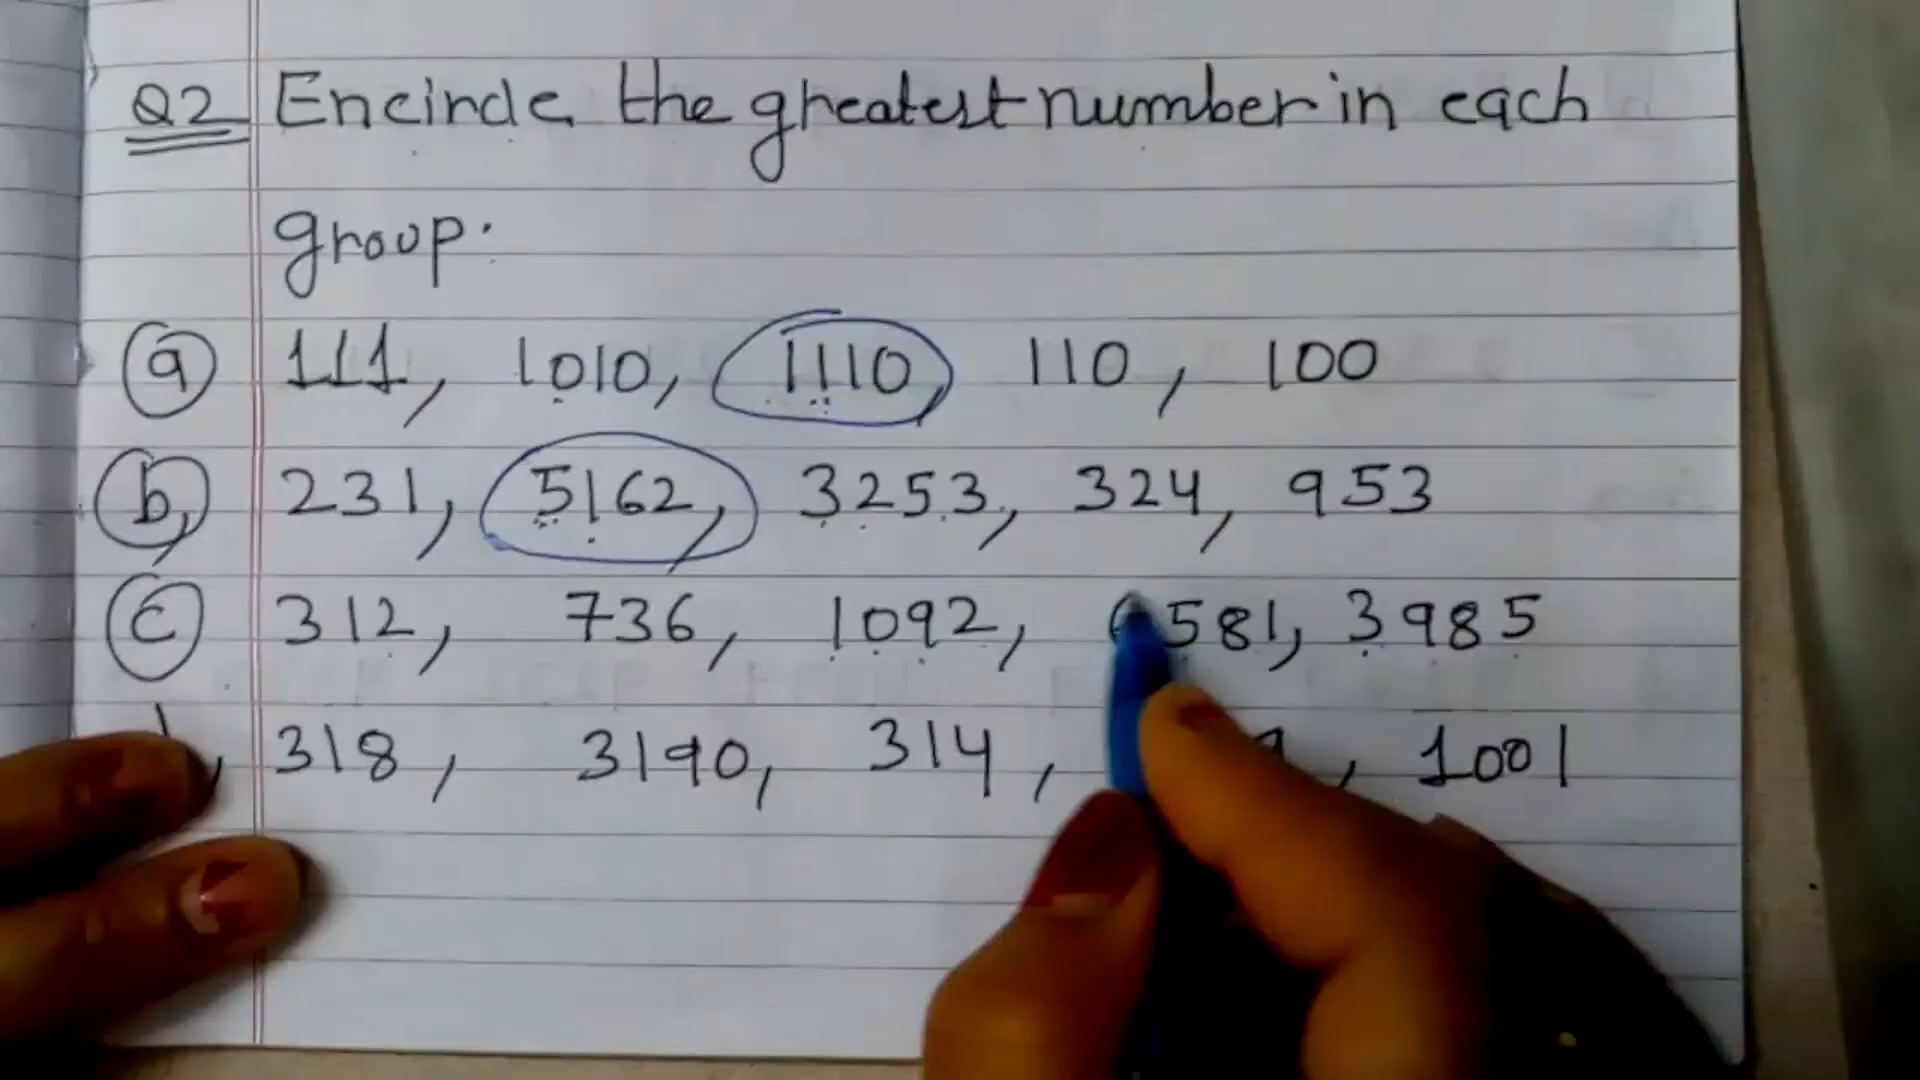 Q2 Encircle the greatest number in each
group.
a 111, 1010, 1110, 110, 100
b, 231, 5162, 3253, 324, 953
c 312, 736, 1092, 6581, 3985
318, 3190, 314, 1001